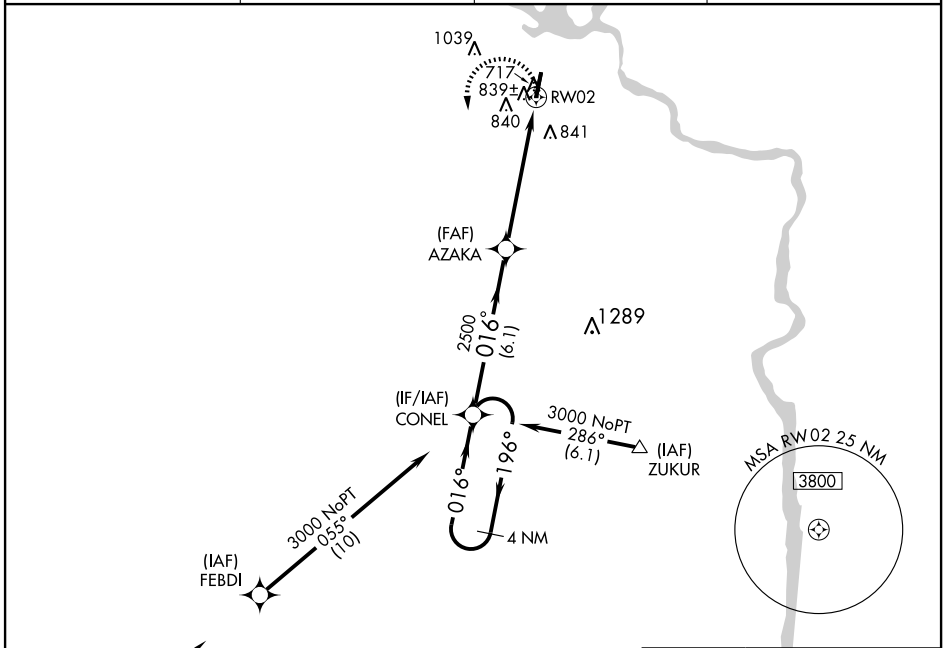 1039
717
839±
RW02
840
841
(FAF)
AZAKA
1289
2500
016°
(6.1)
(IF/IAF)
CONEL
3000 NoPT
286°
(6.1)
(IAF)
ZUKUR
016°
196°
4 NM
3000 NoPT
055°
(10)
(IAF)
FEBDI
MSA RW02 25 NM
3800